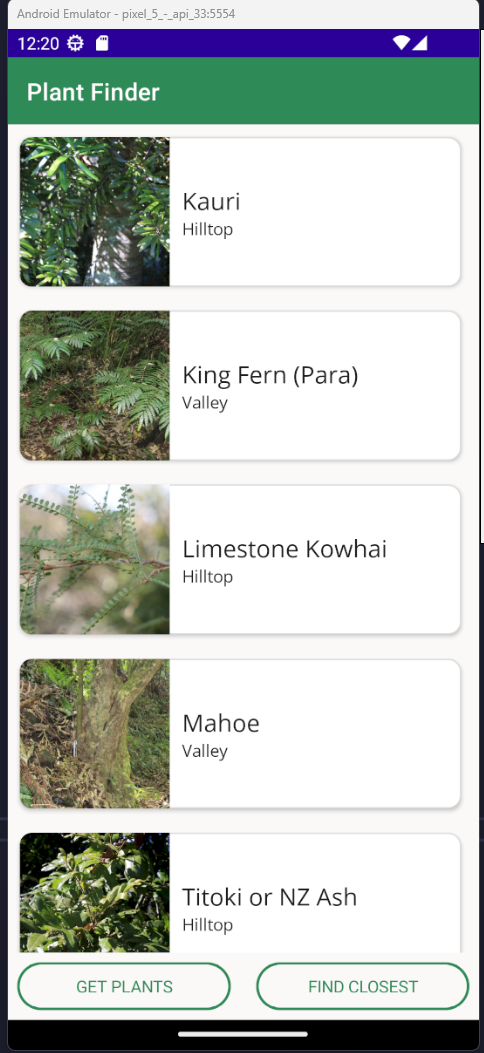 Android Emulator - pixel_5_-_api_33:5554
12:20
Plant Finder
Kauri
Hilltop
King Fern (Para)
Valley
Limestone Kowhai
Hilltop
Mahoe
Valley
Titoki or NZ Ash
Hilltop
GET PLANTS
FIND CLOSEST